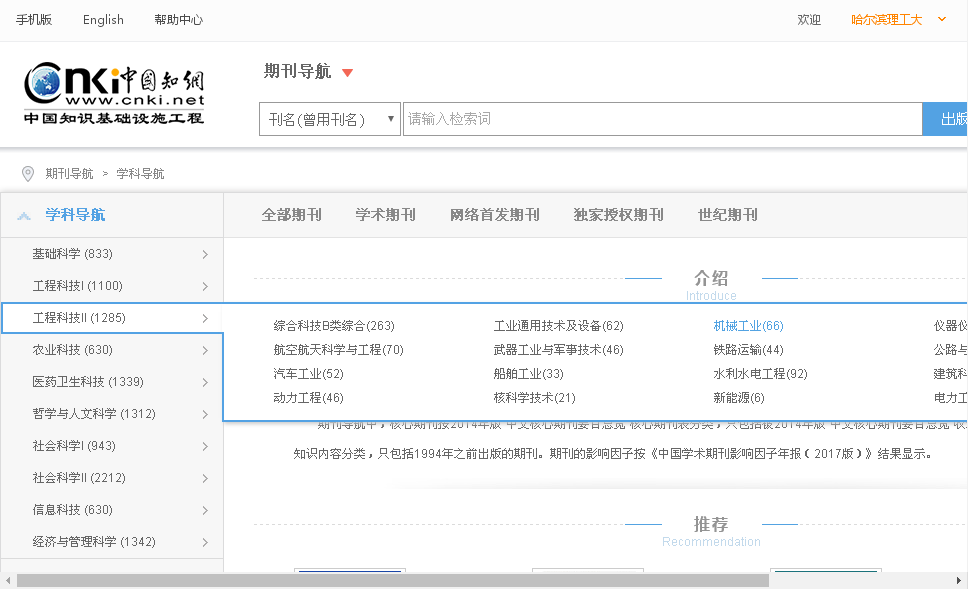 手机版 English 帮助中心 欢迎 哈尔滨理工大
cnki中国知網
www.cnki.net
中国知识基础设施工程
期刊导航
刊名(曾用刊名) 请输入检索词 出版
期刊导航 > 学科导航
学科导航 全部期刊 学术期刊 网络首发期刊 独家授权期刊 世纪期刊
基础科学 (833)
工程科技I (1100)
工程科技II (1285)
农业科技 (630)
医药卫生科技 (1339)
哲学与人文科学 (1312)
社会科学I (943)
社会科学II (2212)
信息科技 (630)
经济与管理科学 (1342)
介绍
Introduce
综合科技B类综合(263) 工业通用技术及设备(62) 机械工业(66) 仪器仪
航空航天科学与工程(70) 武器工业与军事技术(46) 铁路运输(44) 公路与
汽车工业(52) 船舶工业(33) 水利水电工程(92) 建筑科
动力工程(46) 核科学技术(21) 新能源(6) 电力工
期刊导航中，核心期刊按2014年版"中文核心期刊要目总览"核心期刊表分类，只包括被2014年版"中文核心期刊要目总览"收
知识内容分类，只包括1994年之前出版的期刊。期刊的影响因子按《中国学术期刊影响因子年报（2017版）》结果显示。
推荐
Recommendation